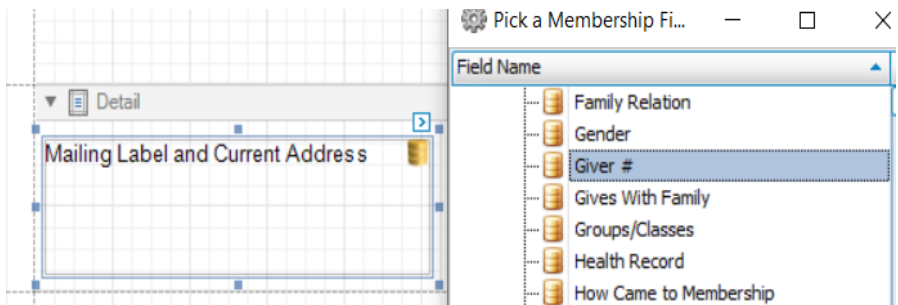 Pick a Membership Fi...
Field Name
Detail
Mailing Label and Current Address
Family Relation
Gender
Giver #
Gives With Family
Groups/Classes
Health Record
How Came to Membership